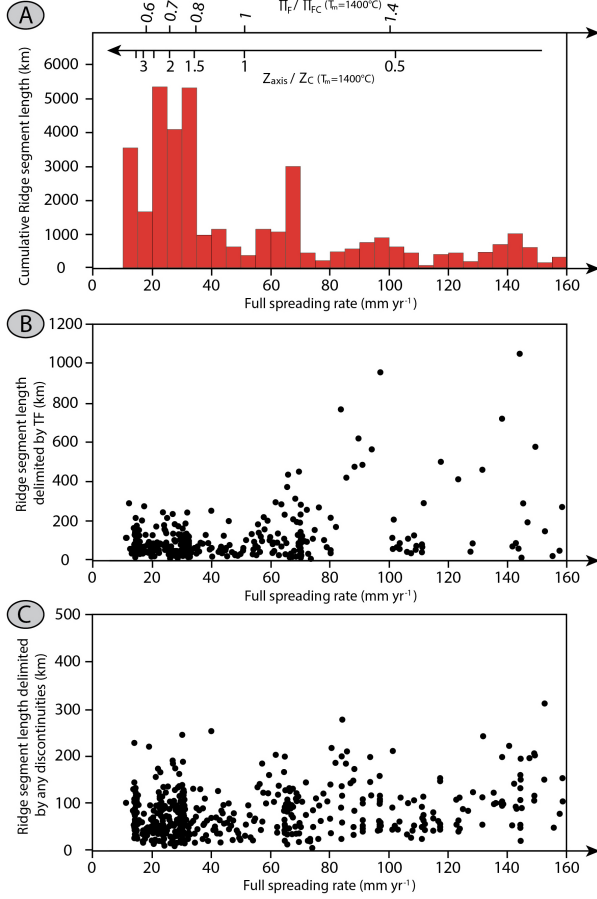 A
0.6 0.7 0.8 1 1.4
Π_F / Π_FC (Tₘ=1400°C)
3 2 1.5 1 0.5
Z_axis / Z_C (Tₘ=1400°C)
Cumulative Ridge segment length (km)
6000
5000
4000
3000
2000
1000
0
0 20 40 60 80 100 120 140 160
Full spreading rate (mm yr⁻¹)
B
Ridge segment length
delimited by TF (km)
1200
1000
800
600
400
200
0
0 20 40 60 80 100 120 140 160
Full spreading rate (mm yr⁻¹)
C
Ridge segment length delimited
by any discontinuities (km)
500
400
300
200
100
0
0 20 40 60 80 100 120 140 160
Full spreading rate (mm yr⁻¹)